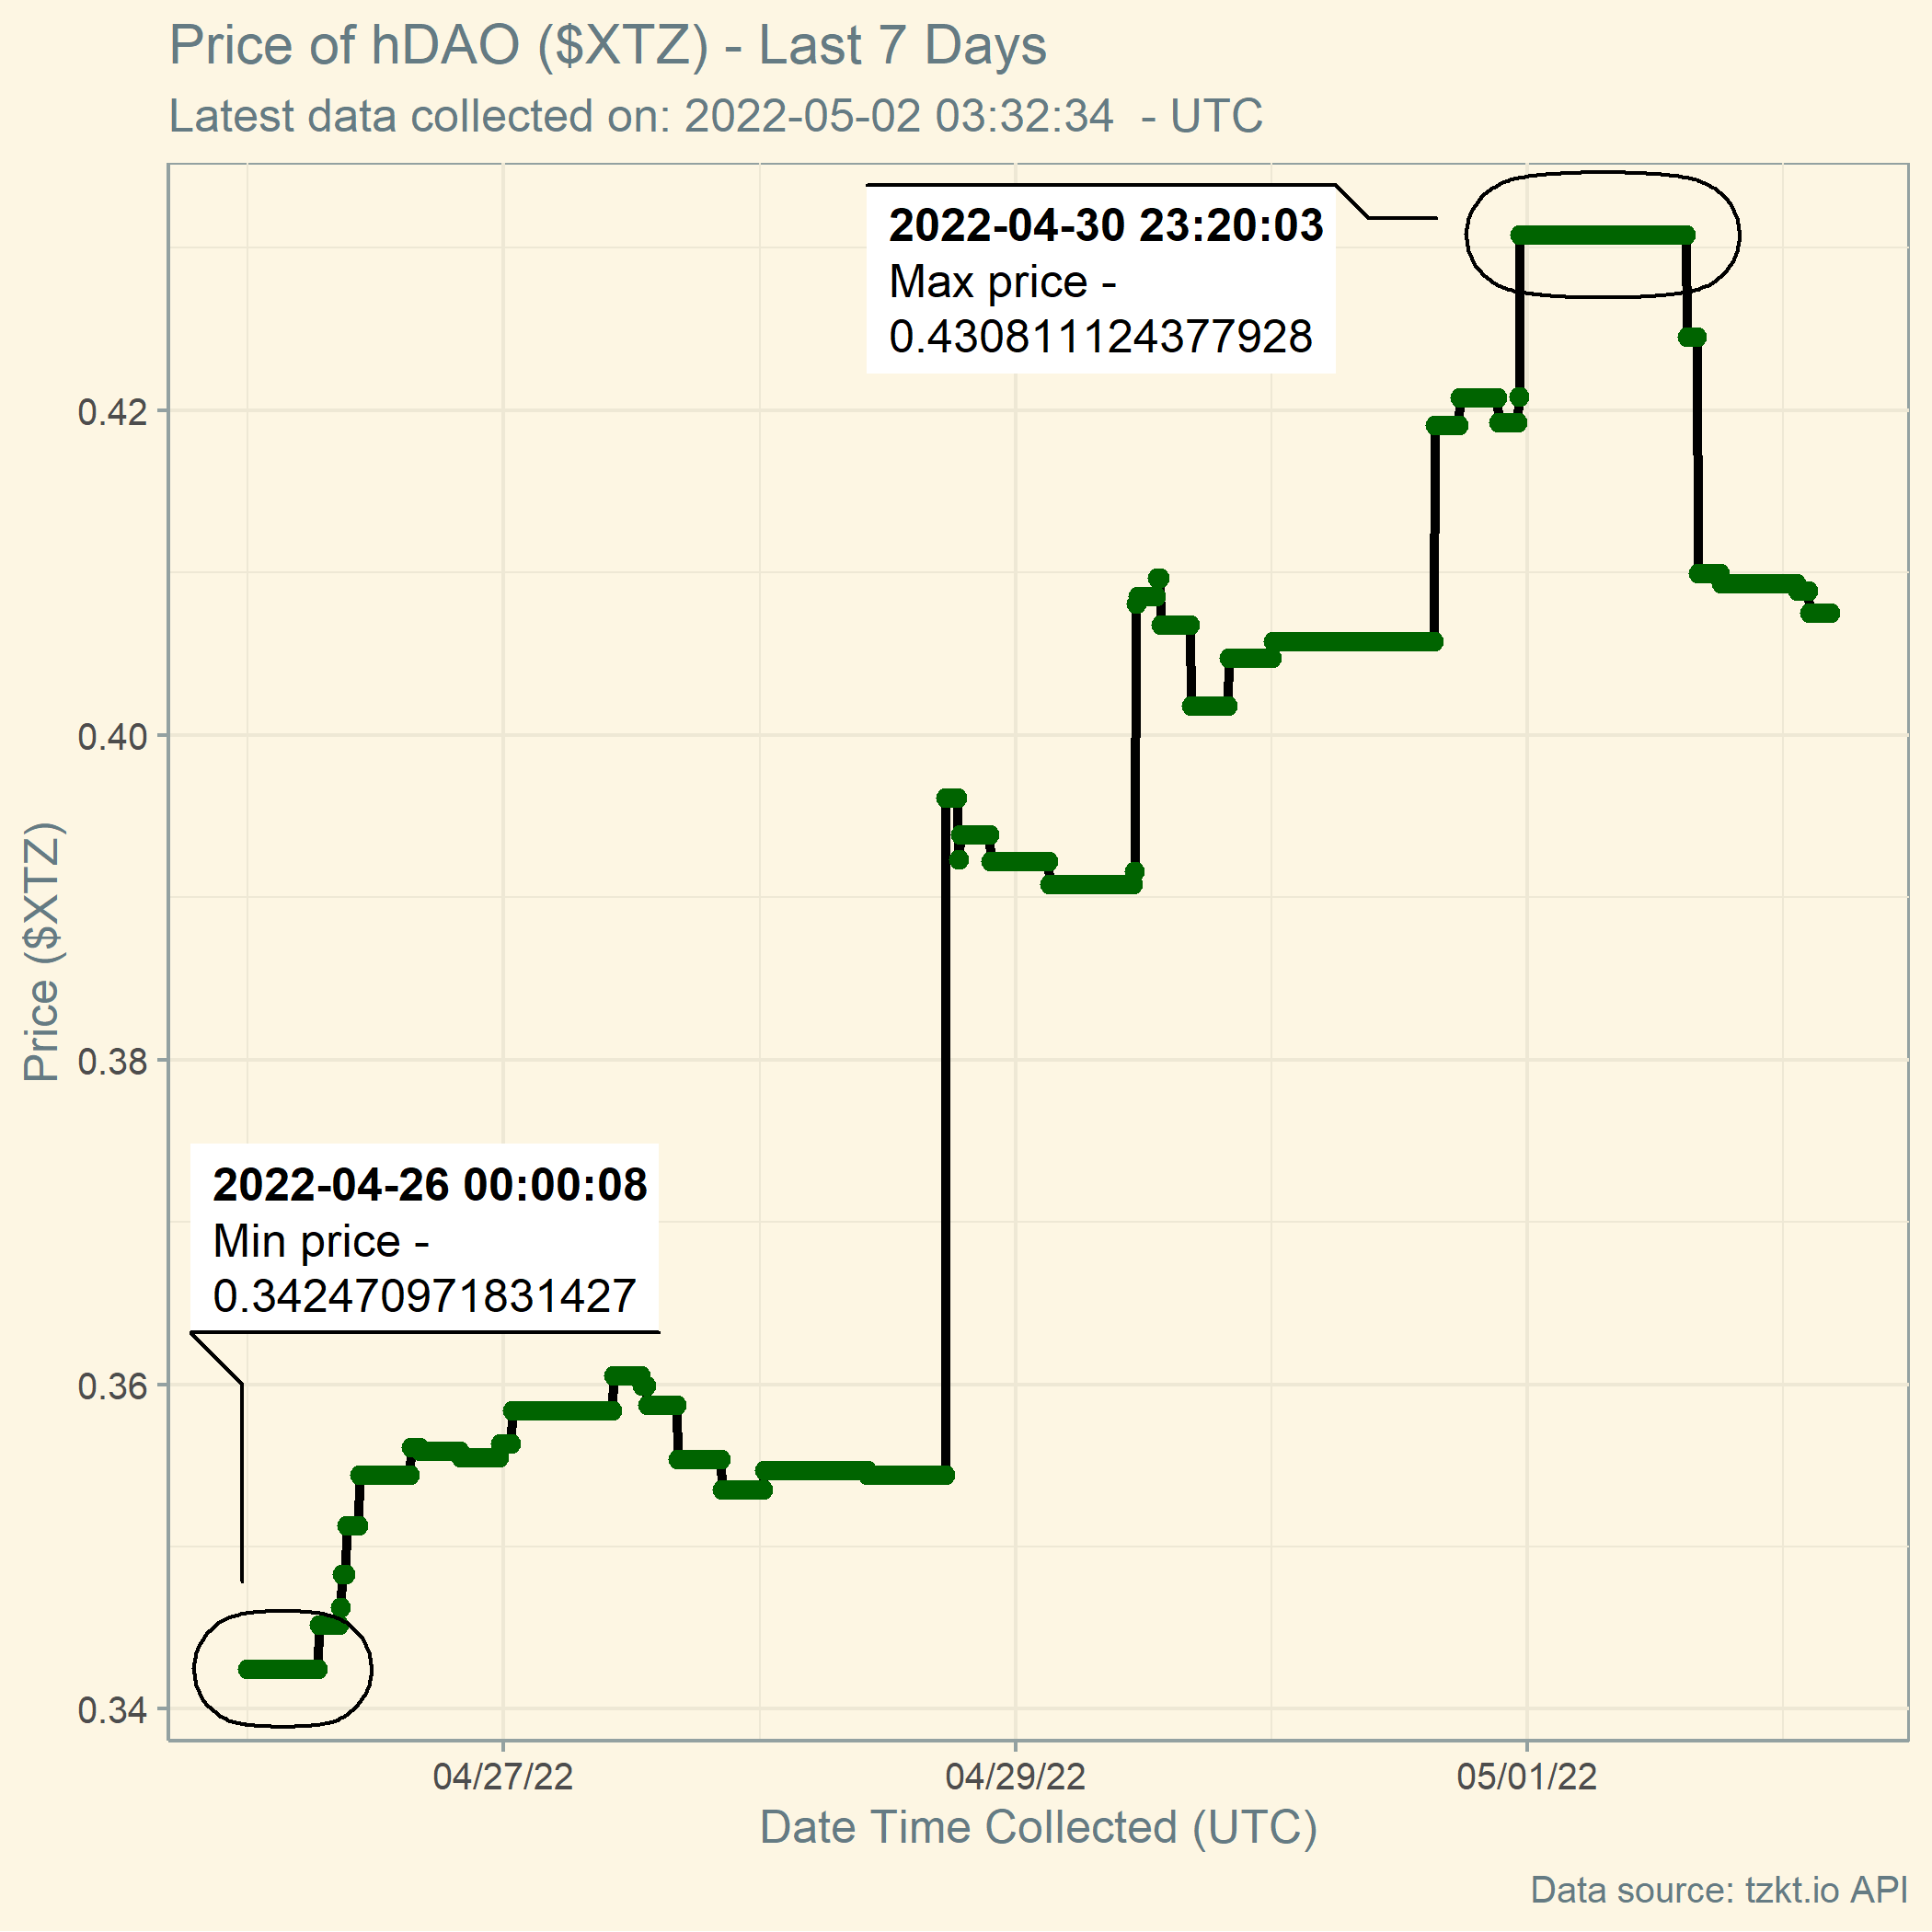 Price of hDAO ($XTZ) - Last 7 Days
Latest data collected on: 2022-05-02 03:32:34  - UTC
2022-04-30 23:20:03
Max price -
0.430811124377928
0.42
0.40
0.38
0.36
0.34
Price ($XTZ)
2022-04-26 00:00:08
Min price -
0.342470971831427
04/27/22
04/29/22
05/01/22
Date Time Collected (UTC)
Data source: tzkt.io API